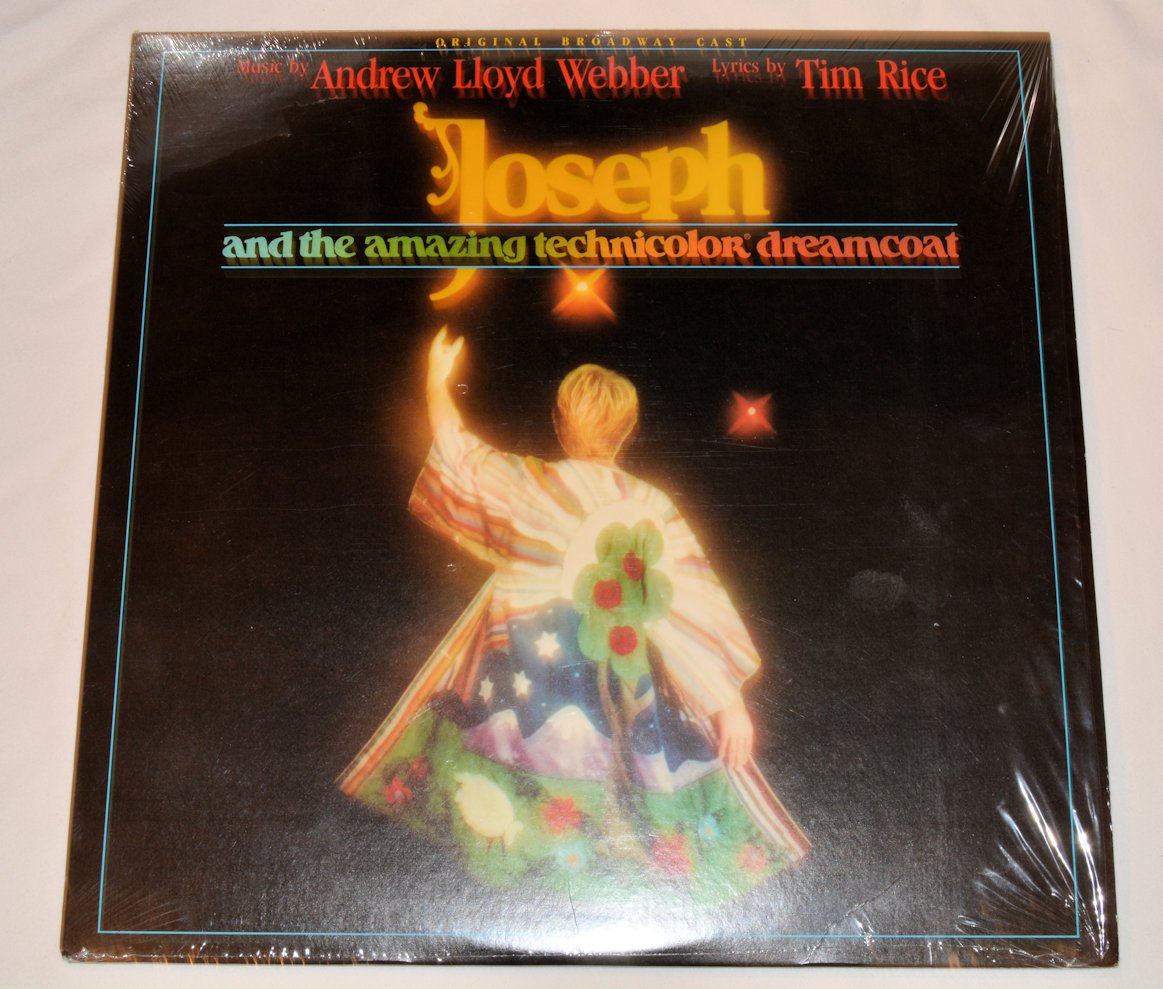 ORIGINAL BROADWAY CAST
Music by Andrew Lloyd Webber Lyrics by Tim Rice
Joseph
and the amazing technicolor® dreamcoat